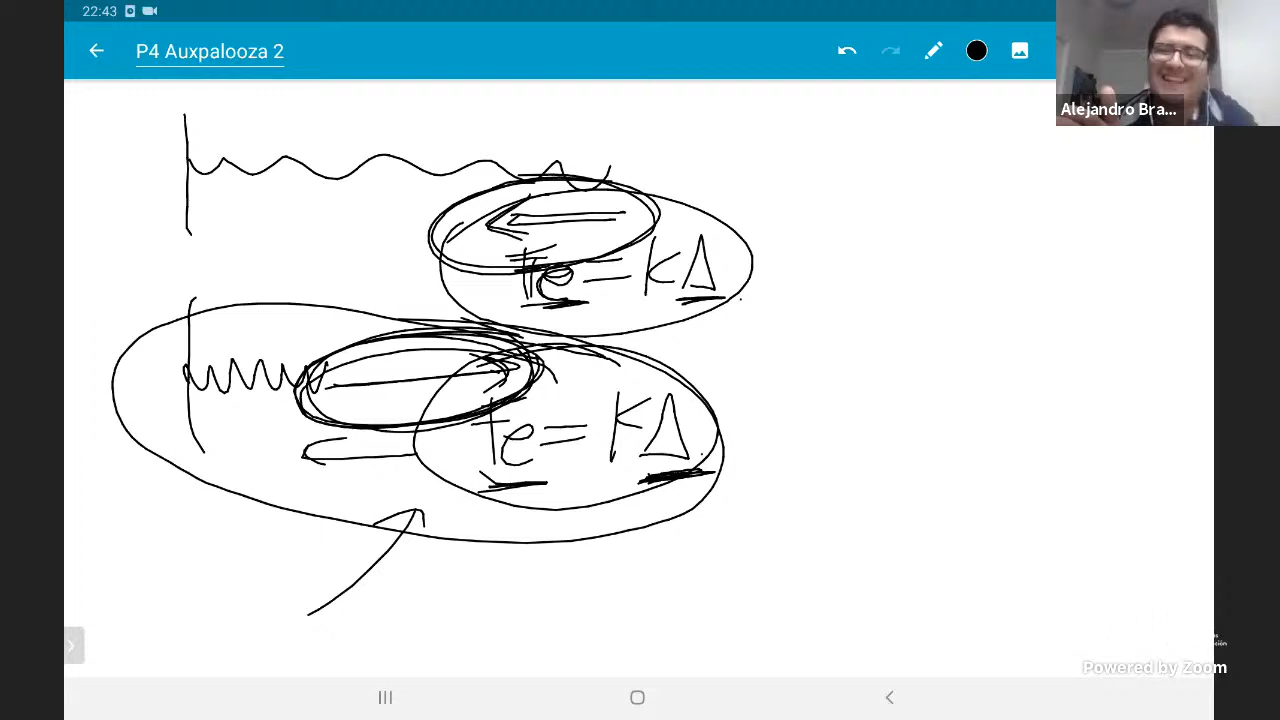 22:43
P4 Auxpalooza 2
Alejandro Bra...
Fe = KΔ
Fe = KΔ
Powered by Zoom